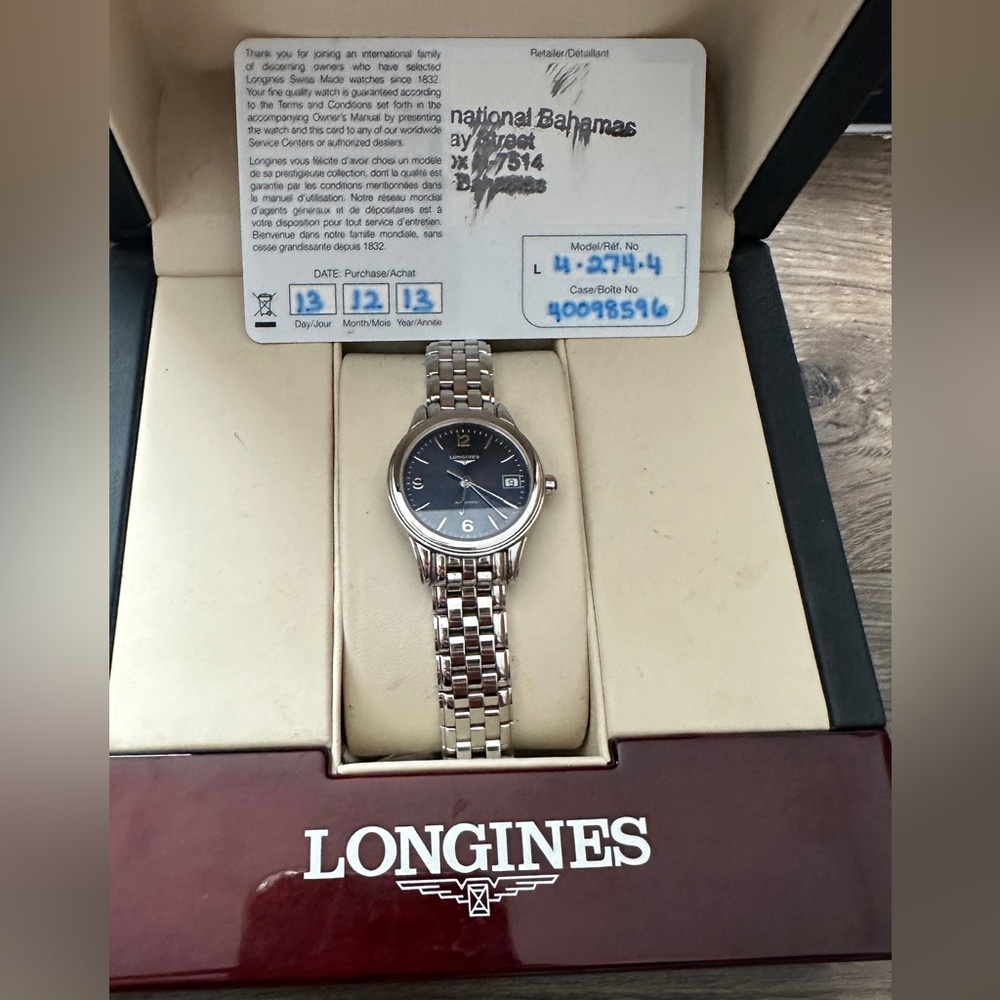 Thank you for joining an international family
of discerning owners who have selected
Longines Swiss Made watches since 1832.
Your fine quality watch is guaranteed according
to the Terms and Conditions set forth in the
accompanying Owner's Manual by presenting
the watch and this card to any of our worldwide
Service Centers or authorized dealers.
Longines vous félicite d'avoir choisi un modèle
de sa prestigieuse collection, dont la qualité est
garantie par les conditions mentionnées dans
le manuel d'utilisation. Notre réseau mondial
d'agents généraux et de dépositaires est à
votre disposition pour tout service d'entretien.
Bienvenue dans notre famille mondiale, sans
cesse grandissante depuis 1832.
DATE: Purchase/Achat
13 12 13
Day/Jour Month/Mois Year/Année
Retailer/Détaillant
national Bahamas
ay Street
7514
Bahamas
Model/Réf. No
L 4.274.4
Case/Boîte No
40098596
12
LONGINES
9
AUTOMATIC
6
LONGINES